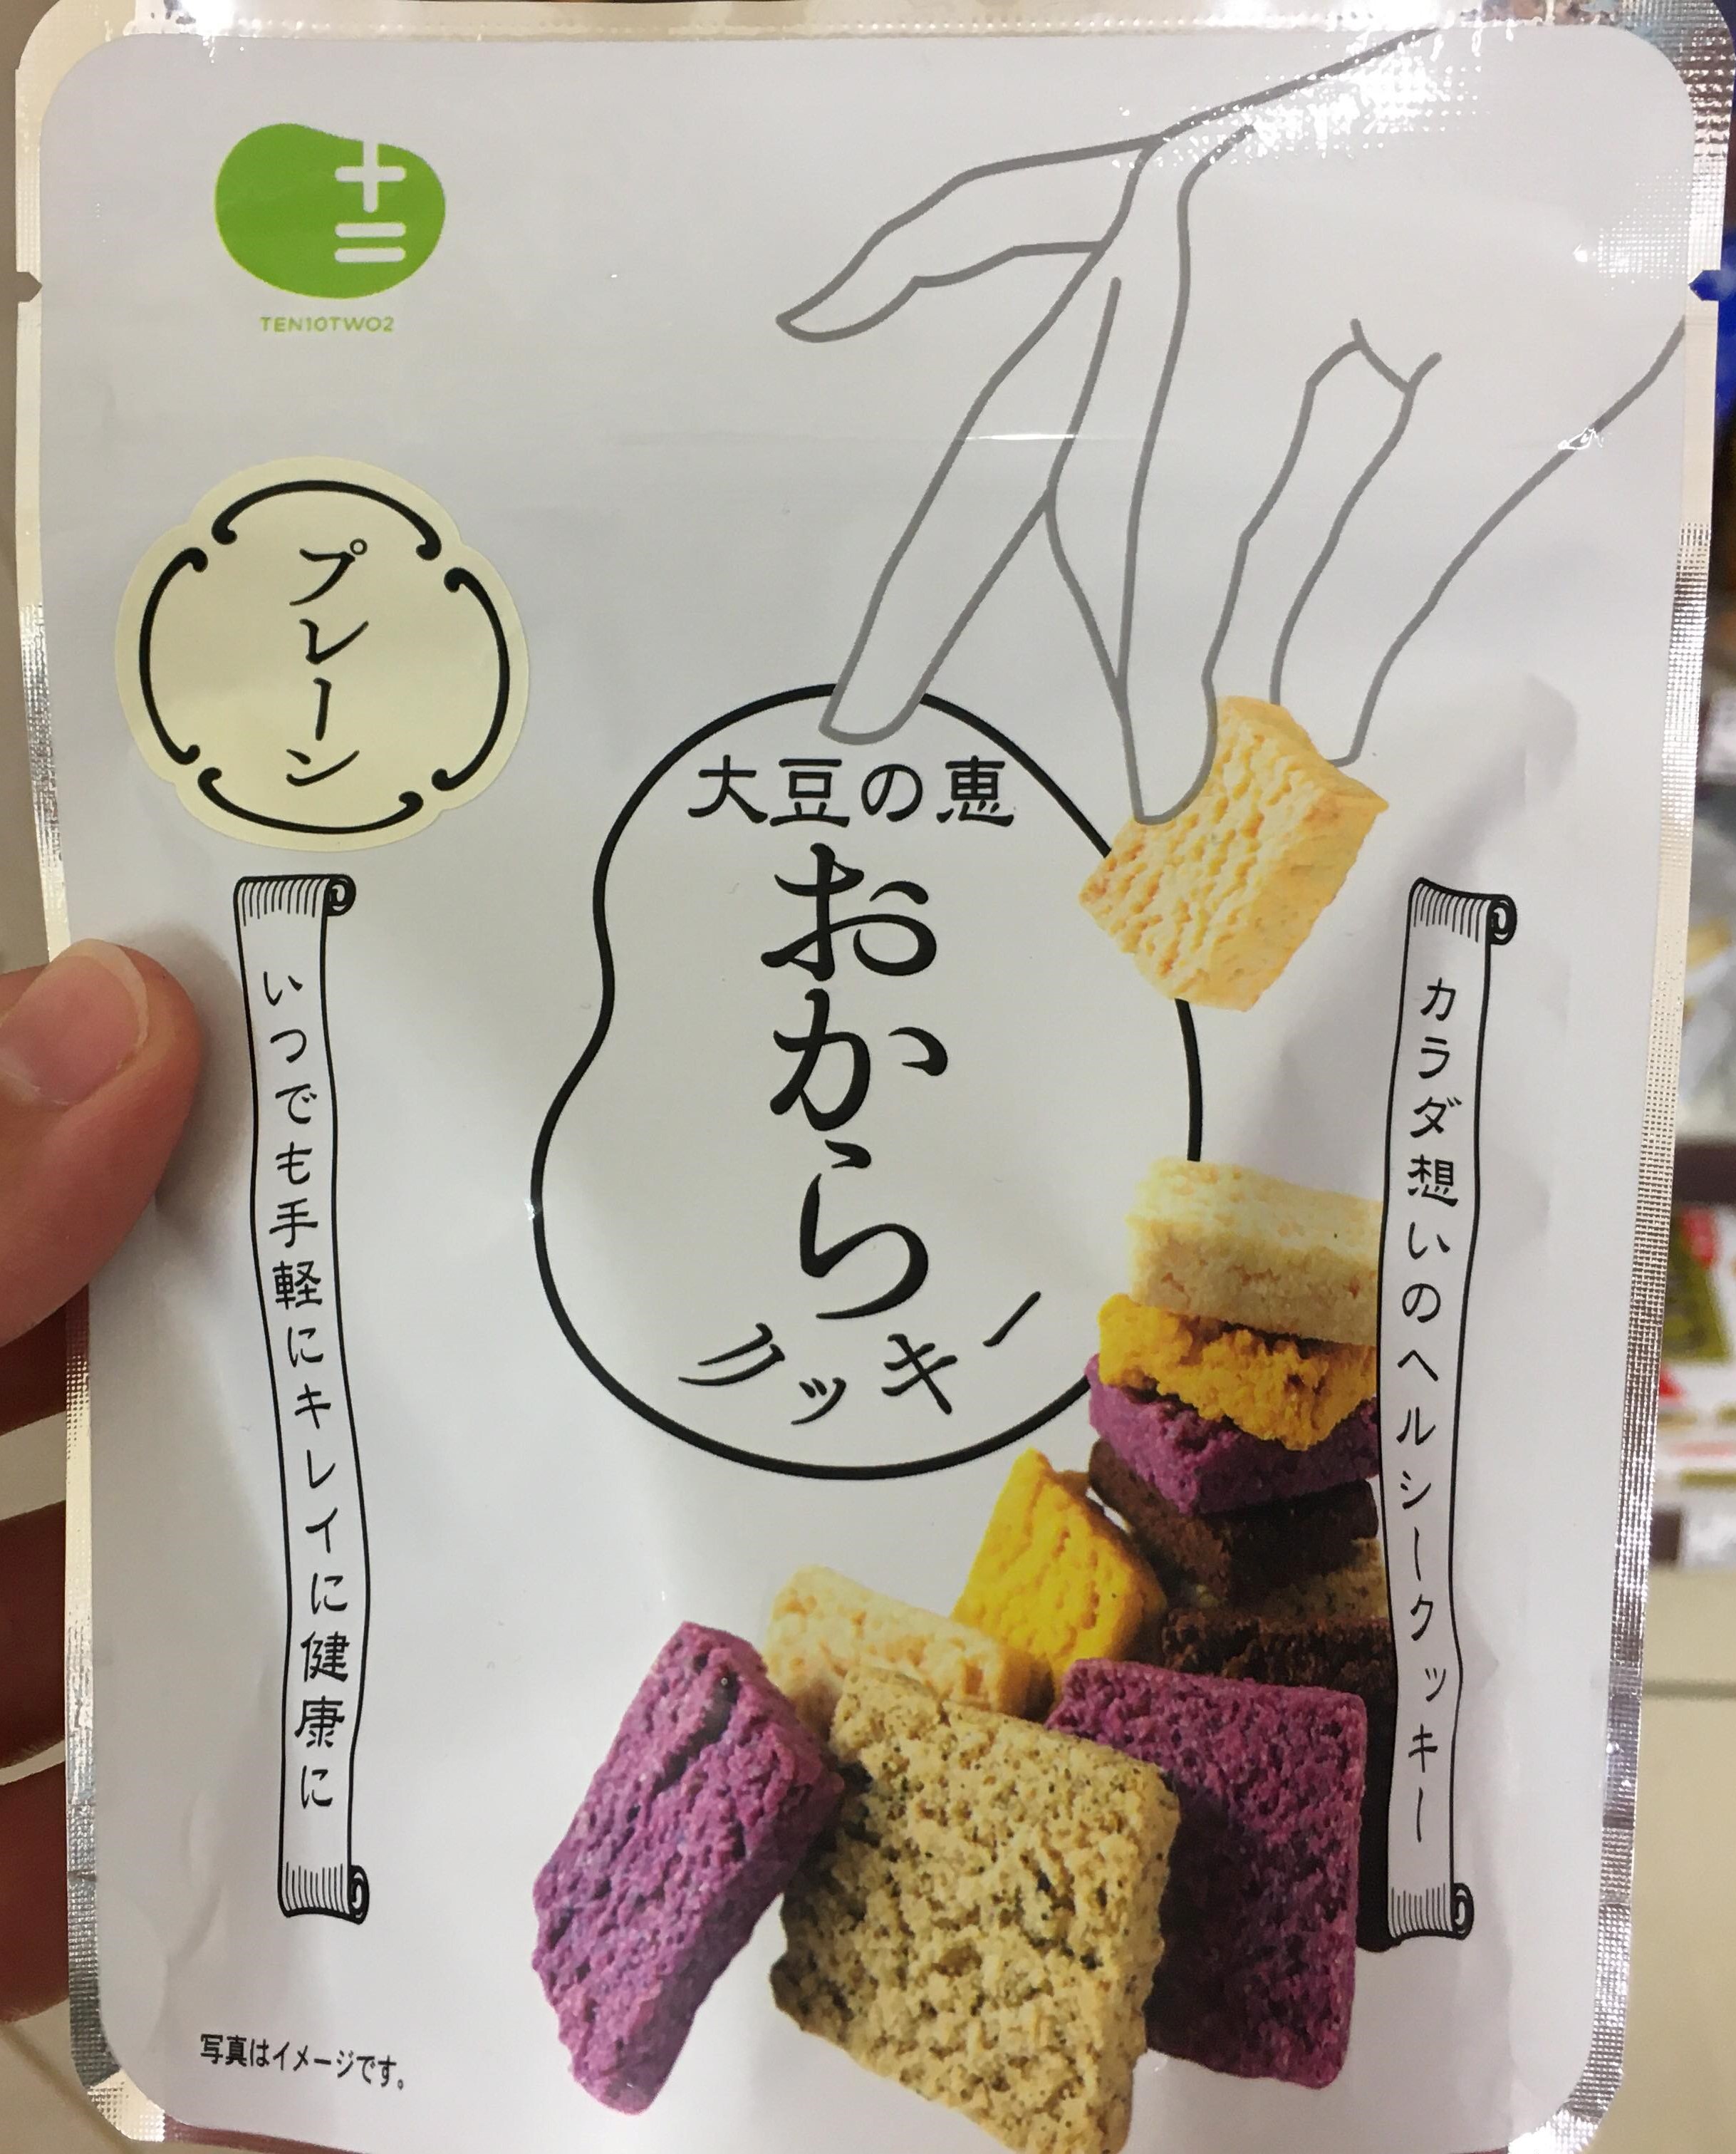 TEN10TWO2
プレーン
大豆の恵
おから
クッキー
カラダ想いのヘルシークッキー
いつでも手軽にキレイに健康に
写真はイメージです。